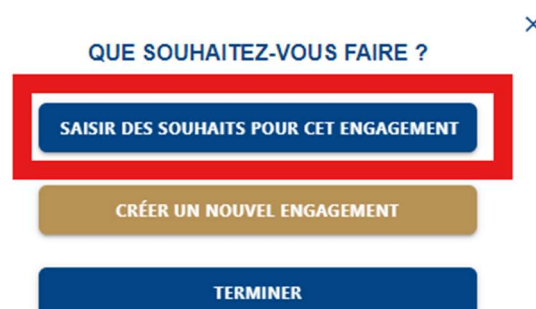 QUE SOUHAITEZ-VOUS FAIRE ?
SAISIR DES SOUHAITS POUR CET ENGAGEMENT
CRÉER UN NOUVEL ENGAGEMENT
TERMINER